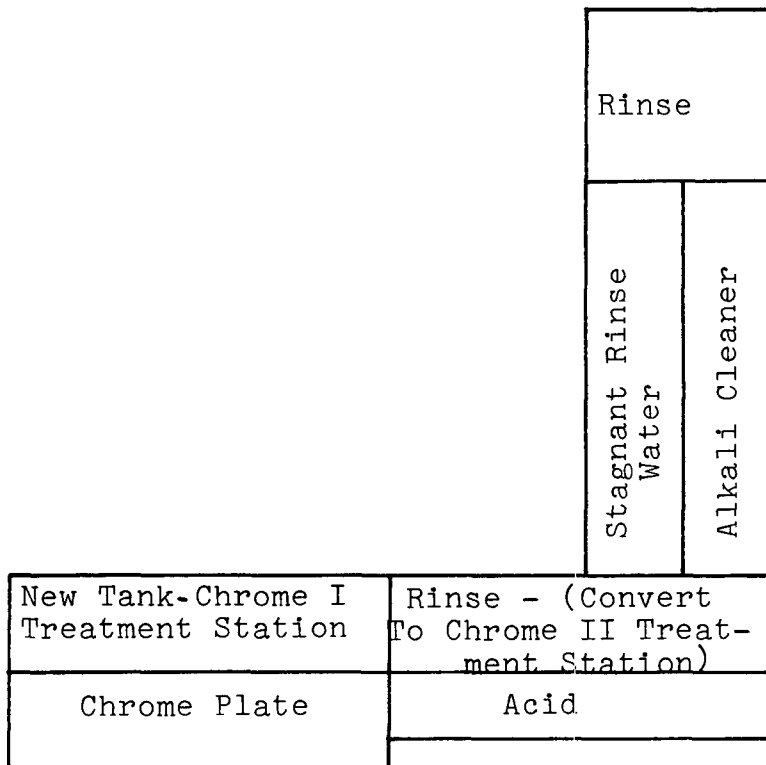 Rinse
Stagnant Rinse
Water
Alkali Cleaner
New Tank-Chrome I
Treatment Station
Rinse - (Convert
To Chrome II Treat-
ment Station)
Chrome Plate
Acid